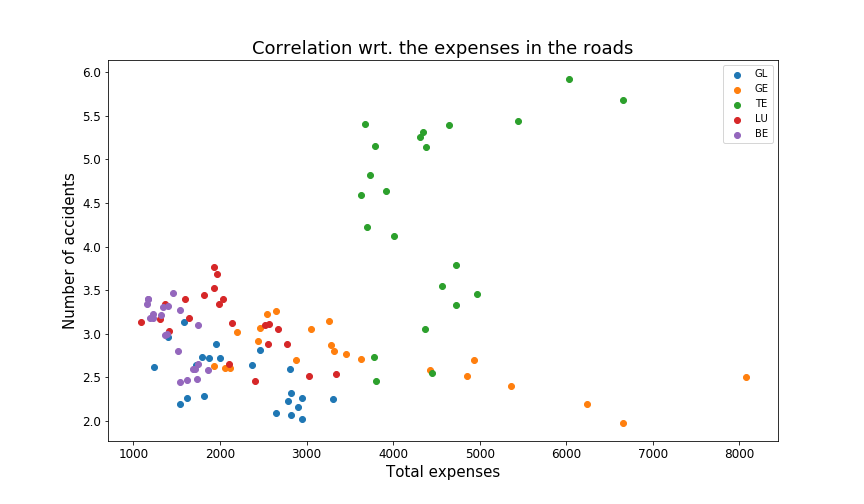 Correlation wrt. the expenses in the roads
GL
GE
TE
LU
BE
6.0
5.5
5.0
4.5
4.0
3.5
3.0
2.5
2.0
Number of accidents
1000 2000 3000 4000 5000 6000 7000 8000
Total expenses